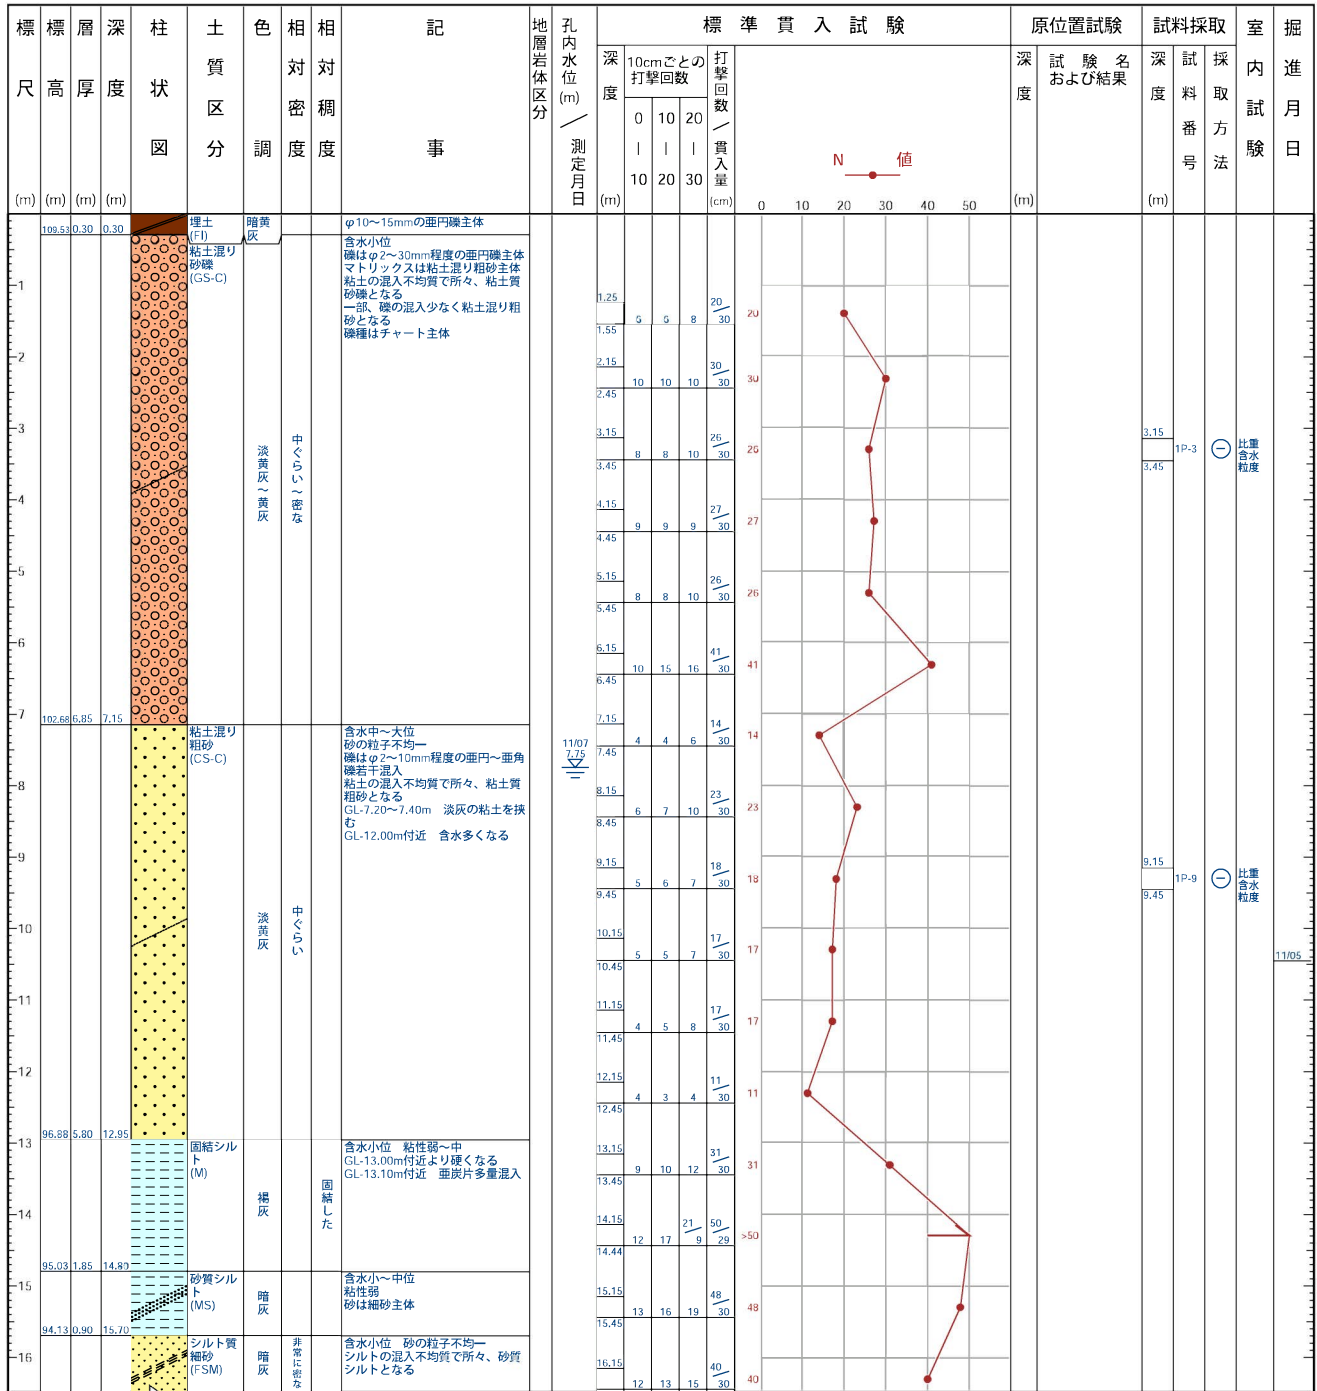 標尺 (m)
標高 (m)
層厚 (m)
深度 (m)
柱状図
土質区分
色調
相対密度
相対稠度
記事
地層岩体区分
孔内水位(m)/測定月日
標準貫入試験
深度 (m)
10cmごとの
打撃回数
0 | 10
10 | 20
20 | 30
打撃回数/貫入量 (cm)
N 値
0 10 20 30 40 50
原位置試験
深度 (m)
試験名
および結果
試料採取
深度 (m)
試料番号
採取方法
室内試験
掘進月日
109.53 0.30 0.30
埋土
(FI)
暗黄
灰
φ10〜15mmの亜円礫主体
粘土混り
砂礫
(GS-C)
淡黄灰〜黄灰
中ぐらい〜密な
含水小位
礫はφ2〜30mm程度の亜円礫主体
マトリックスは粘土混り粗砂主体
粘土の混入不均質で所々、粘土質
砂礫となる
一部、礫の混入少なく粘土混り粗
砂となる
礫種はチャート主体
102.68 6.85 7.15
粘土混り
粗砂
(CS-C)
淡黄灰
中ぐらい
含水中〜大位
砂の粒子不均一
礫はφ2〜10mm程度の亜円〜亜角
礫若干混入
粘土の混入不均質で所々、粘土質
粗砂となる
GL-7.20〜7.40m 淡灰の粘土を挟
む
GL-12.00m付近 含水多くなる
11/07
7.75
96.88 5.80 12.95
固結シル
ト
(M)
褐灰
固結した
含水小位 粘性弱〜中
GL-13.00m付近より硬くなる
GL-13.10m付近 亜炭片多量混入
95.03 1.85 14.80
砂質シル
ト
(MS)
暗灰
含水小〜中位
粘性弱
砂は細砂主体
94.13 0.90 15.70
シルト質
細砂
(FSM)
暗灰
非常に密な
含水小位 砂の粒子不均一
シルトの混入不均質で所々、砂質
シルトとなる
1
2
3
4
5
6
7
8
9
10
11
12
13
14
15
16
1.25 1.55 8 20/30 20
2.15 2.45 10 10 10 30/30 30
3.15 3.45 8 8 10 26/30 26
4.15 4.45 9 9 9 27/30 27
5.15 5.45 8 8 10 26/30 26
6.15 6.45 10 15 16 41/30 41
7.15 7.45 4 4 6 14/30 14
8.15 8.45 6 7 10 23/30 23
9.15 9.45 5 6 7 18/30 18
10.15 10.45 5 5 7 17/30 17
11.15 11.45 4 5 8 17/30 17
12.15 12.45 4 3 4 11/30 11
13.15 13.45 9 10 12 31/30 31
14.15 14.44 12 17 21/9 50/29 >50
15.15 15.45 13 16 19 48/30 48
16.15 12 13 15 40/30 40
3.15
3.45
1P-3
比重
含水
粒度
9.15
9.45
1P-9
比重
含水
粒度
11/05